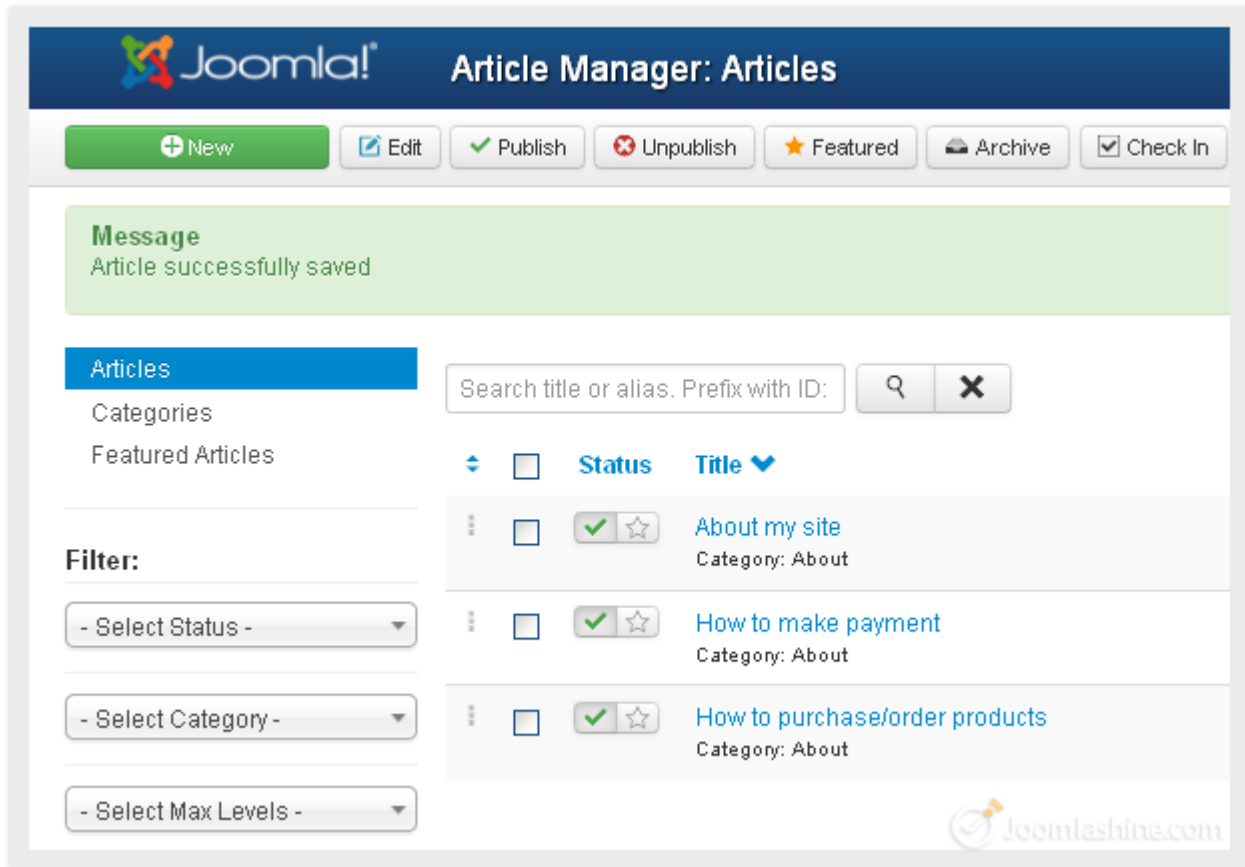 Joomla!® Article Manager: Articles
New Edit Publish Unpublish Featured Archive Check In
Message
Article successfully saved
Articles
Categories
Featured Articles
Filter:
- Select Status -
- Select Category -
- Select Max Levels -
Search title or alias. Prefix with ID:
Status Title
About my site
Category: About
How to make payment
Category: About
How to purchase/order products
Category: About
Joomlashine.com